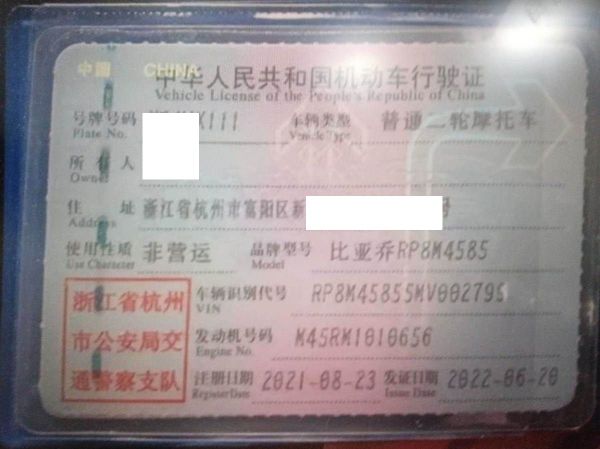 中国 CHINA
中华人民共和国机动车行驶证
Vehicle License of the People's Republic of China
号牌号码 X111 车辆类型 普通二轮摩托车
Plate No. Vehicle Type
所有人
Owner
住址 浙江省杭州市富阳区新 号
Address
使用性质 非营运 品牌型号 比亚乔RP8M4585
Use Character Model
浙江省杭州 车辆识别代号 RP8M45855MV002795
VIN
市公安局交 发动机号码 M45RM1010656
Engine No.
通警察支队 注册日期 2021-08-23 发证日期 2022-06-20
Register Date Issue Date